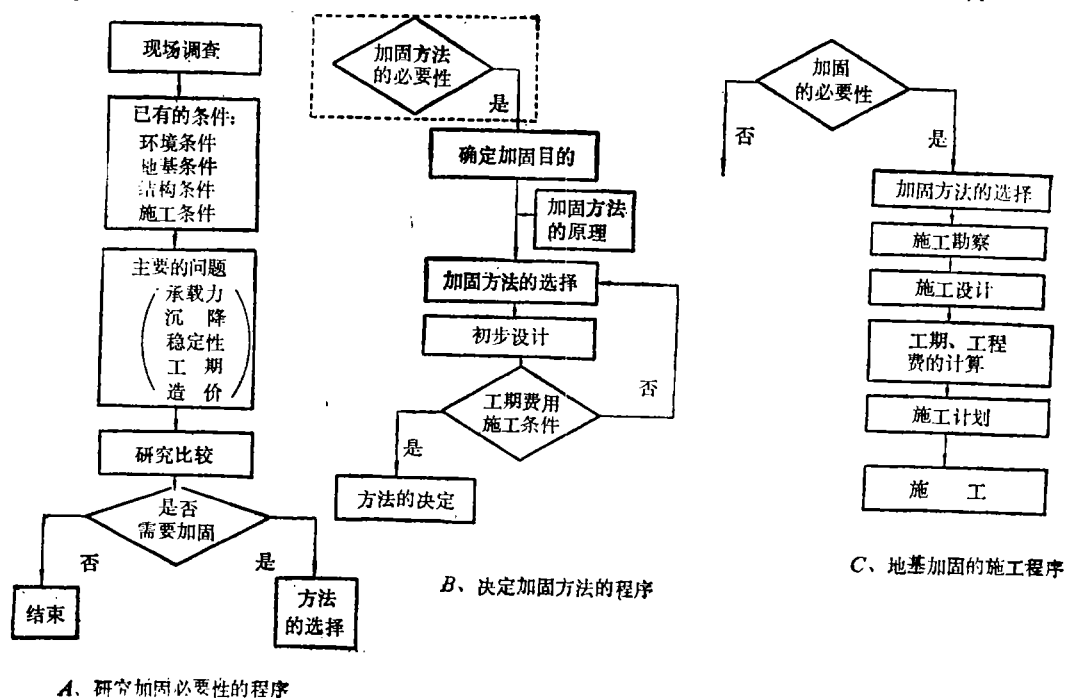 现场调查
已有的条件：
环境条件
地基条件
结构条件
施工条件
主要的问题
承载力
沉 降
稳定性
工 期
造 价
研究比较
是否
需要加固
否
是
结束
方法
的选择
A、研究加固必要性的程序
加固方法
的必要性
是
确定加固目的
加固方法
的原理
加固方法的选择
初步设计
工期费用
施工条件
否
是
方法的决定
B、决定加固方法的程序
加固
的必要性
否
是
加固方法的选择
施工勘察
施工设计
工期、工程
费的计算
施工计划
施 工
C、地基加固的施工程序